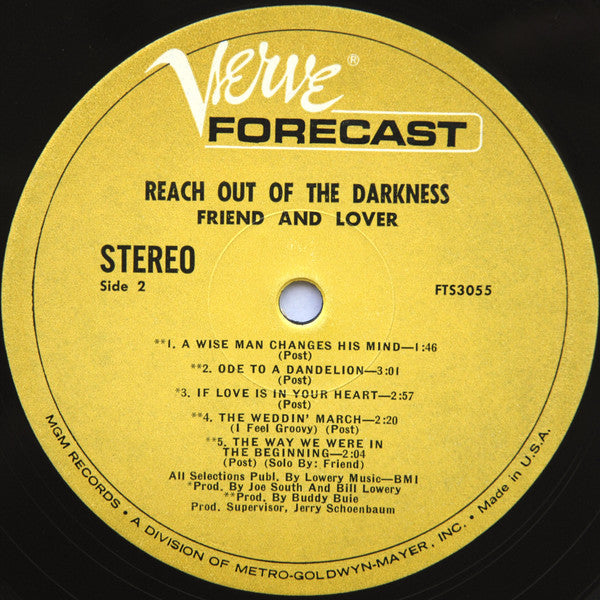 Verve®
FORECAST
REACH OUT OF THE DARKNESS
FRIEND AND LOVER
STEREO
Side 2
FTS3055
**1. A WISE MAN CHANGES HIS MIND—1:46
(Post)
**2. ODE TO A DANDELION—3:01
(Post)
*3. IF LOVE IS IN YOUR HEART—2:57
(Post)
**4. THE WEDDIN' MARCH—2:20
(I Feel Groovy) (Post)
**5. THE WAY WE WERE IN
THE BEGINNING—2:04
(Post) (Solo By: Friend)
All Selections Publ. By Lowery Music—BMI
*Prod. By Joe South And Bill Lowery
**Prod. By Buddy Buie
Prod. Supervisor, Jerry Schoenbaum
MGM RECORDS • A DIVISION OF METRO-GOLDWYN-MAYER, INC. • Made in U.S.A.